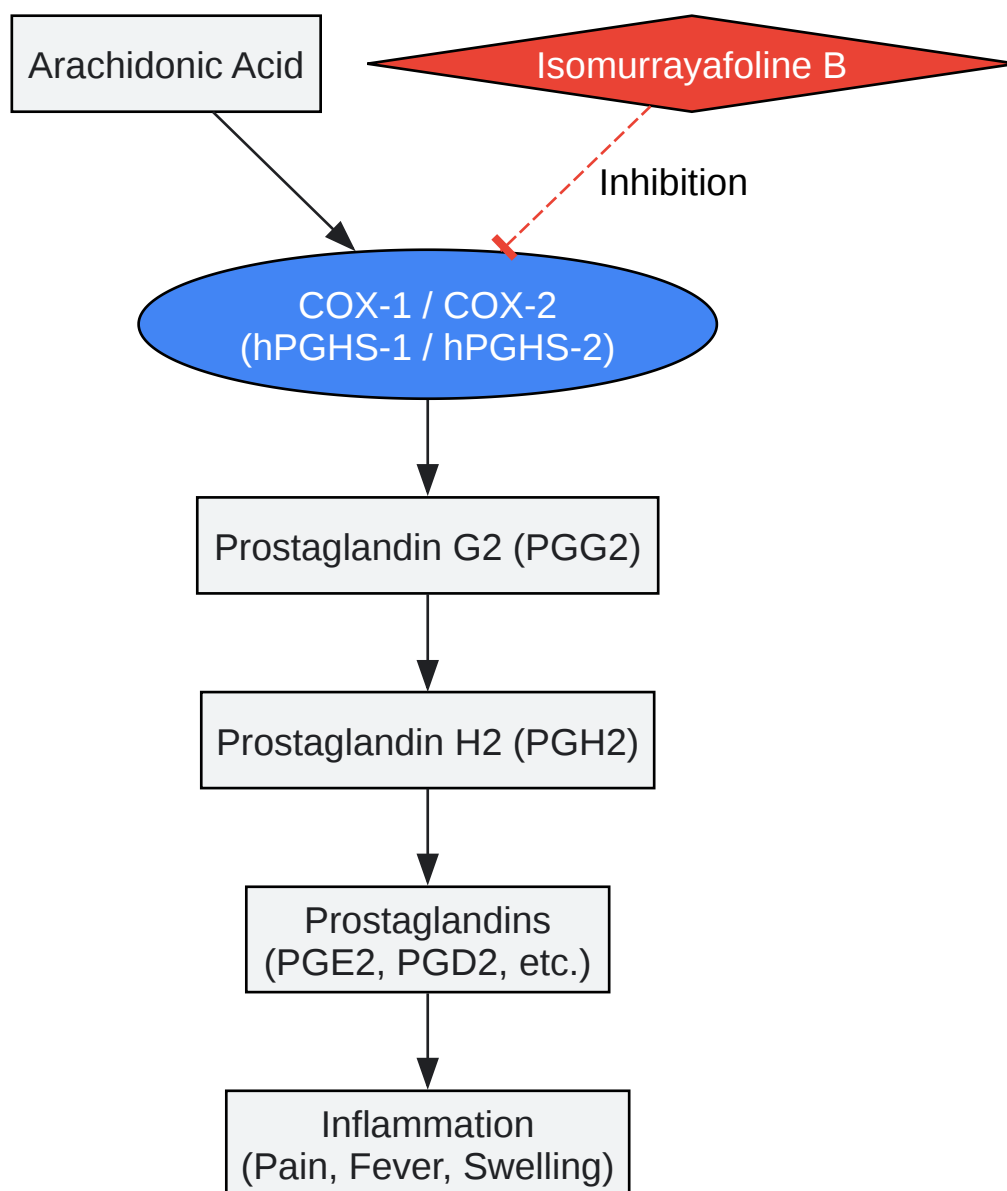 Arachidonic Acid
Isomurrayafoline B
Inhibition
COX-1 / COX-2
(hPGHS-1 / hPGHS-2)
Prostaglandin G2 (PGG2)
Prostaglandin H2 (PGH2)
Prostaglandins
(PGE2, PGD2, etc.)
Inflammation
(Pain, Fever, Swelling)